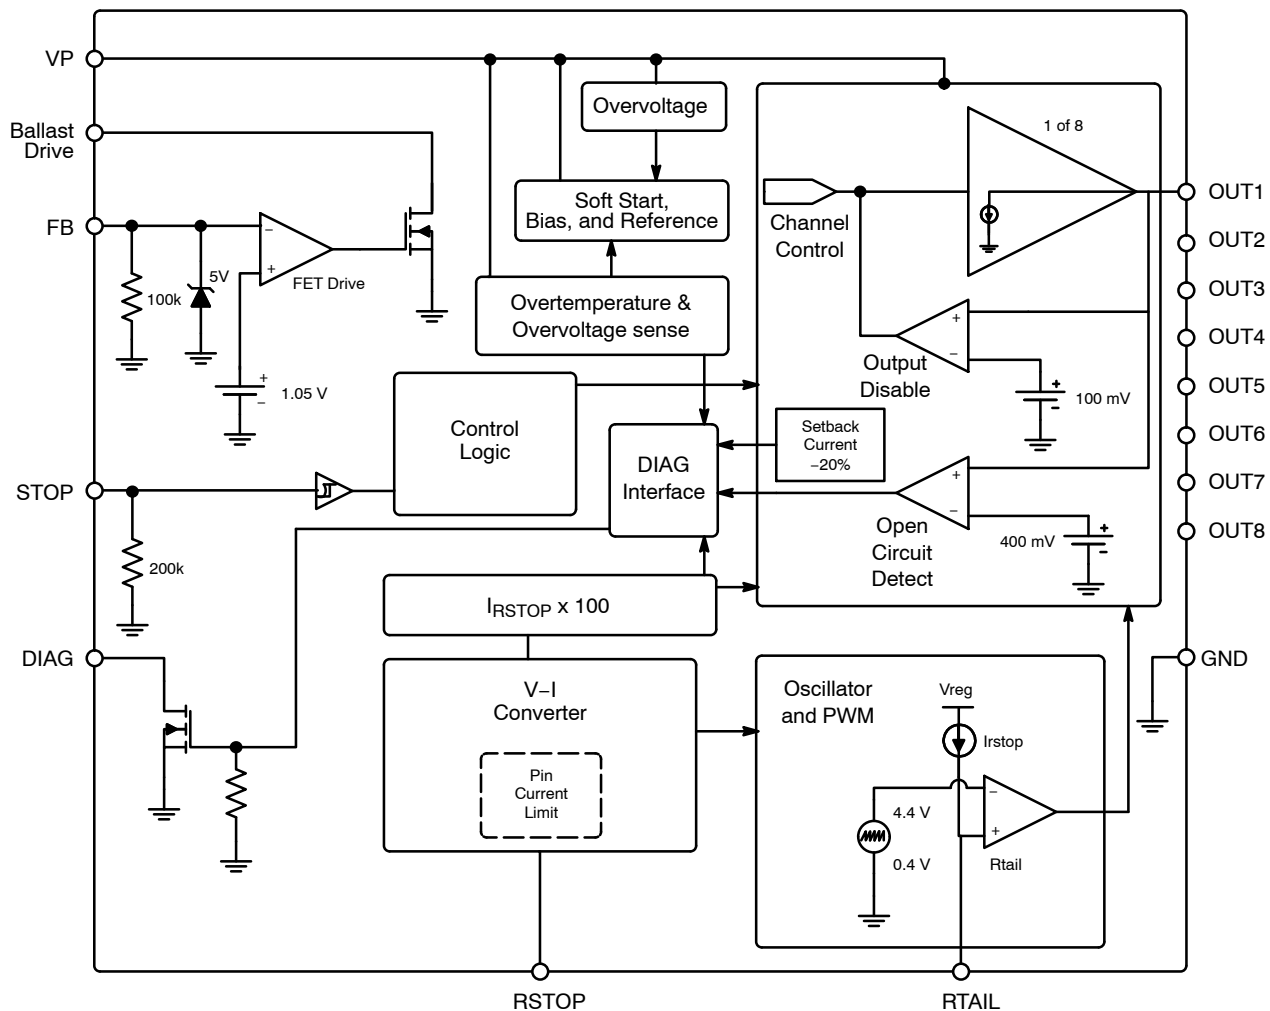 VP
Overvoltage
1 of 8
Ballast
Drive
Soft Start,
Bias, and Reference
Channel
Control
OUT1
FB
−
+
FET Drive
5V
100k
OUT2
OUT3
OUT4
OUT5
OUT6
OUT7
OUT8
Overtemperature &
Overvoltage sense
+
−
Output
Disable
+
−
100 mV
+
−
1.05 V
Control
Logic
Setback
Current
−20%
DIAG
Interface
STOP
+
−
Open
Circuit
Detect
400 mV
+
−
200k
IRSTOP x 100
DIAG
GND
V−I
Converter
Pin
Current
Limit
Oscillator
and PWM
Vreg
Irstop
4.4 V
0.4 V
−
+
Rtail
RSTOP
RTAIL